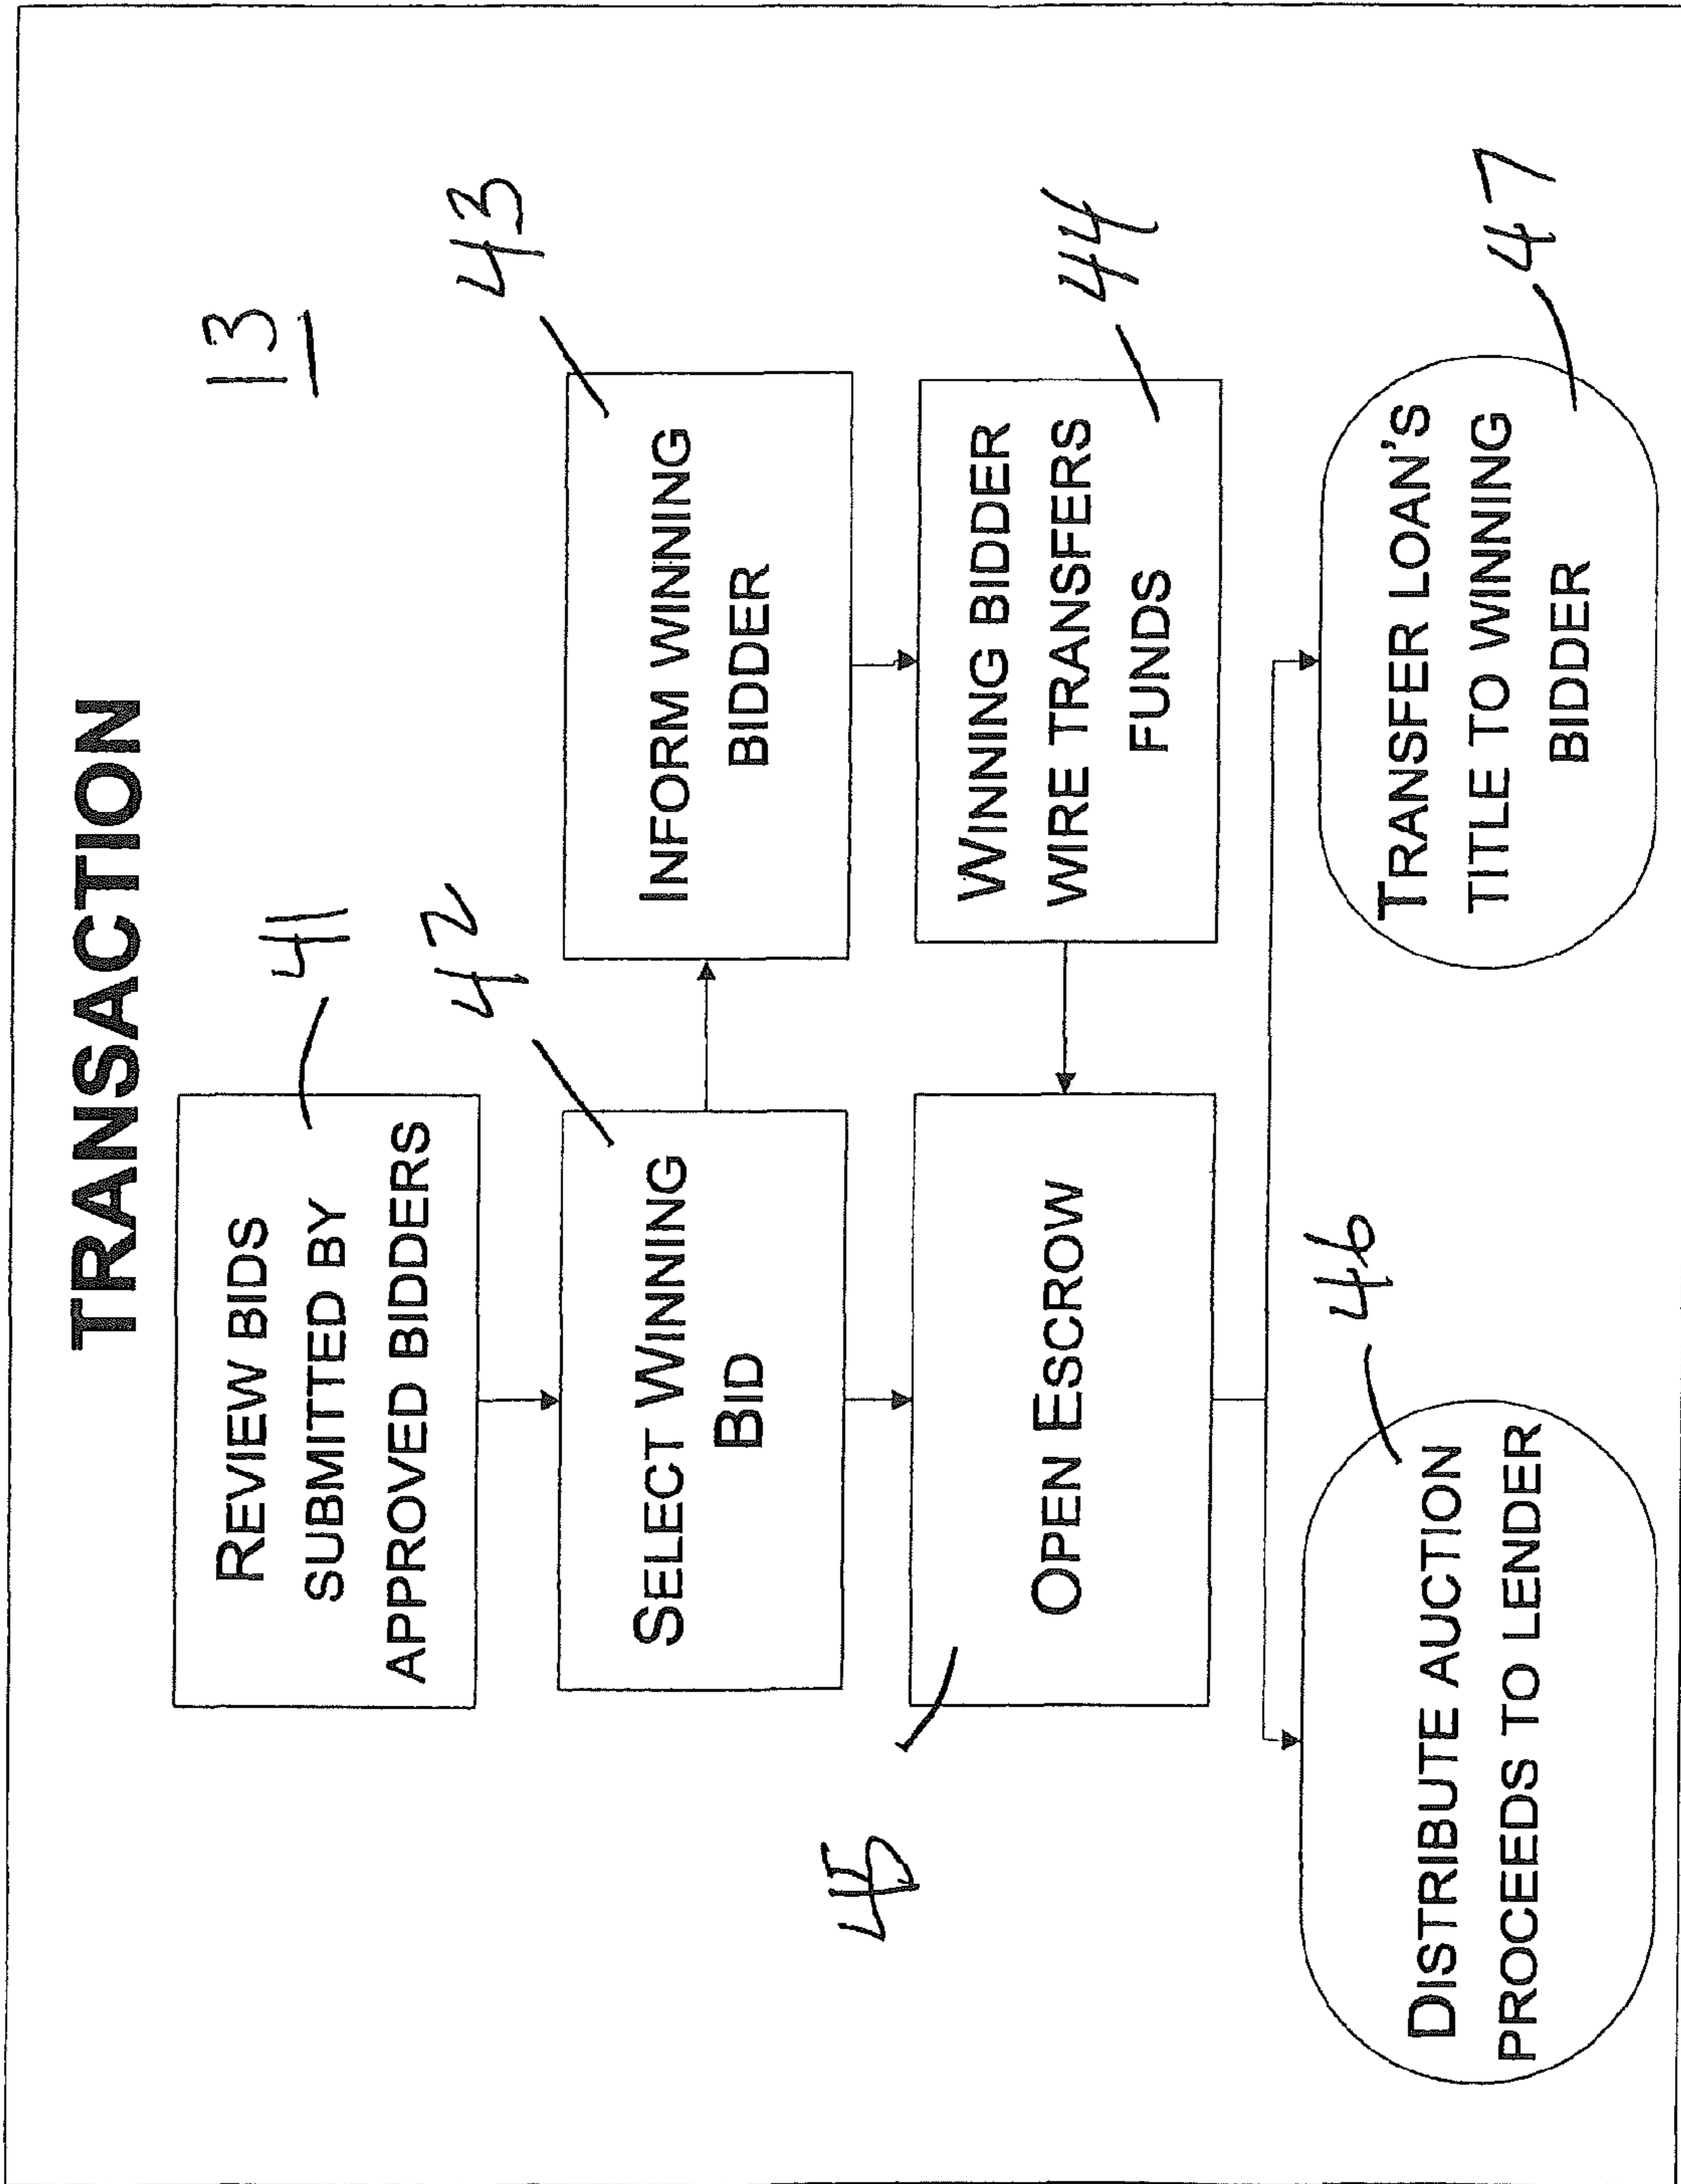 TRANSACTION
13
41
REVIEW BIDS
SUBMITTED BY
APPROVED BIDDERS
42
43
SELECT WINNING
BID
INFORM WINNING
BIDDER
45
44
OPEN ESCROW
WINNING BIDDER
WIRE TRANSFERS
FUNDS
46
47
DISTRIBUTE AUCTION
PROCEEDS TO LENDER
TRANSFER LOAN'S
TITLE TO WINNING
BIDDER